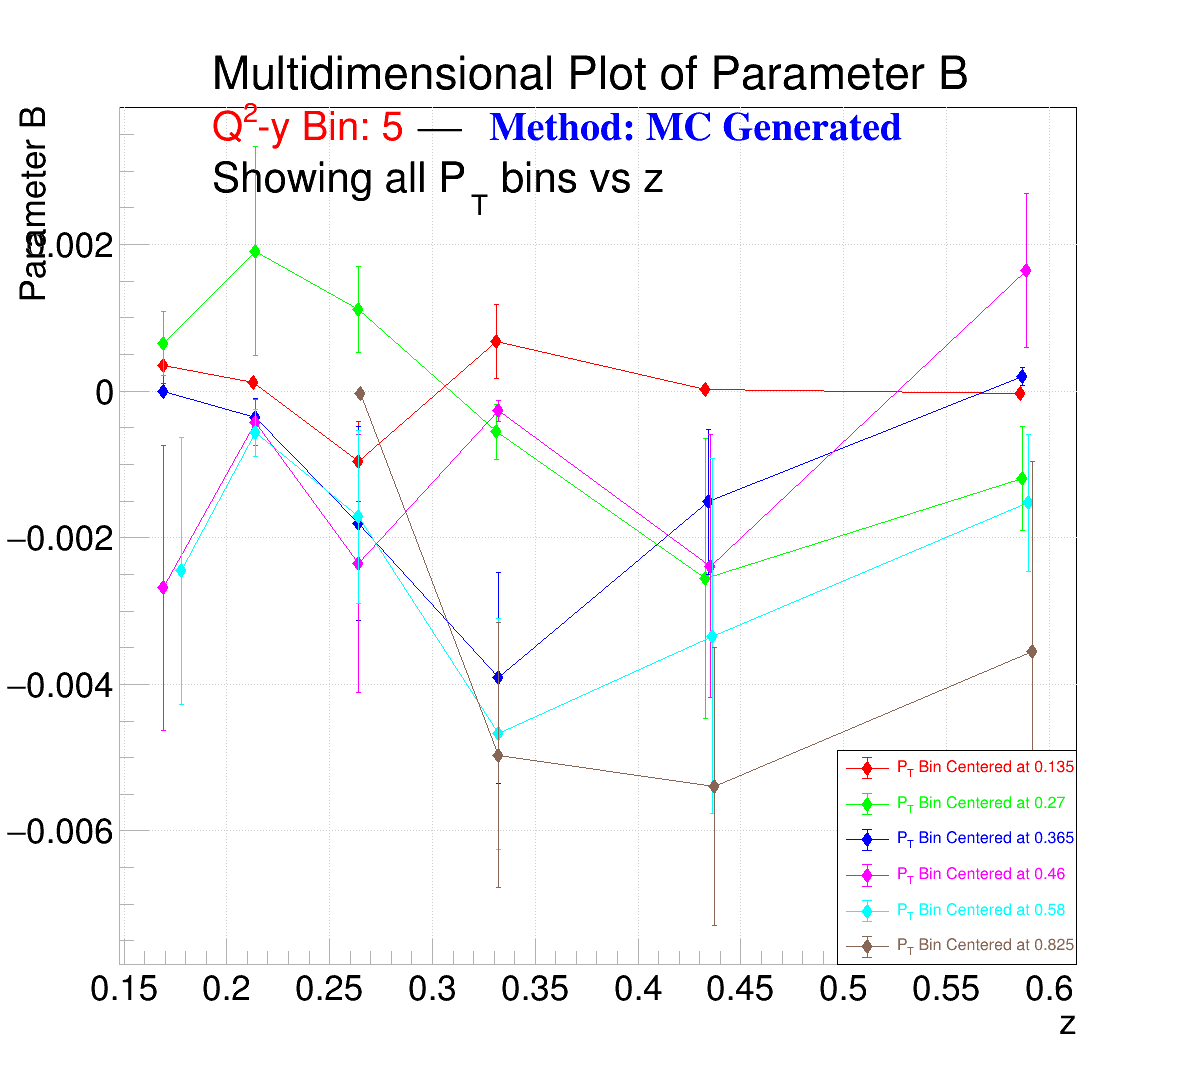 Multidimensional Plot of Parameter B
Q2-y Bin: 5 — Method: MC Generated
Showing all PT bins vs z
Parameter B
0.002
0
−0.002
−0.004
−0.006
PT Bin Centered at 0.135
PT Bin Centered at 0.27
PT Bin Centered at 0.365
PT Bin Centered at 0.46
PT Bin Centered at 0.58
PT Bin Centered at 0.825
0.15 0.2 0.25 0.3 0.35 0.4 0.45 0.5 0.55 0.6
z